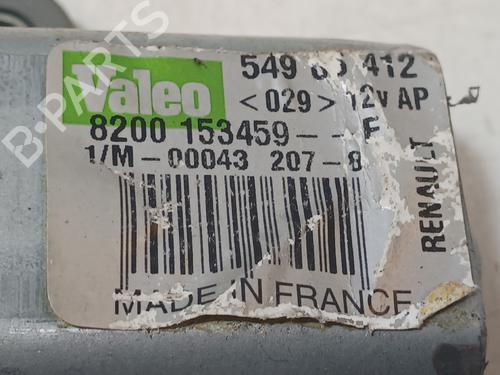 B-PARTS
Valeo
549 412
<029> 12v AP
8200 153459--F
1/M-00043 207-8
RENAULT
MADE IN FRANCE